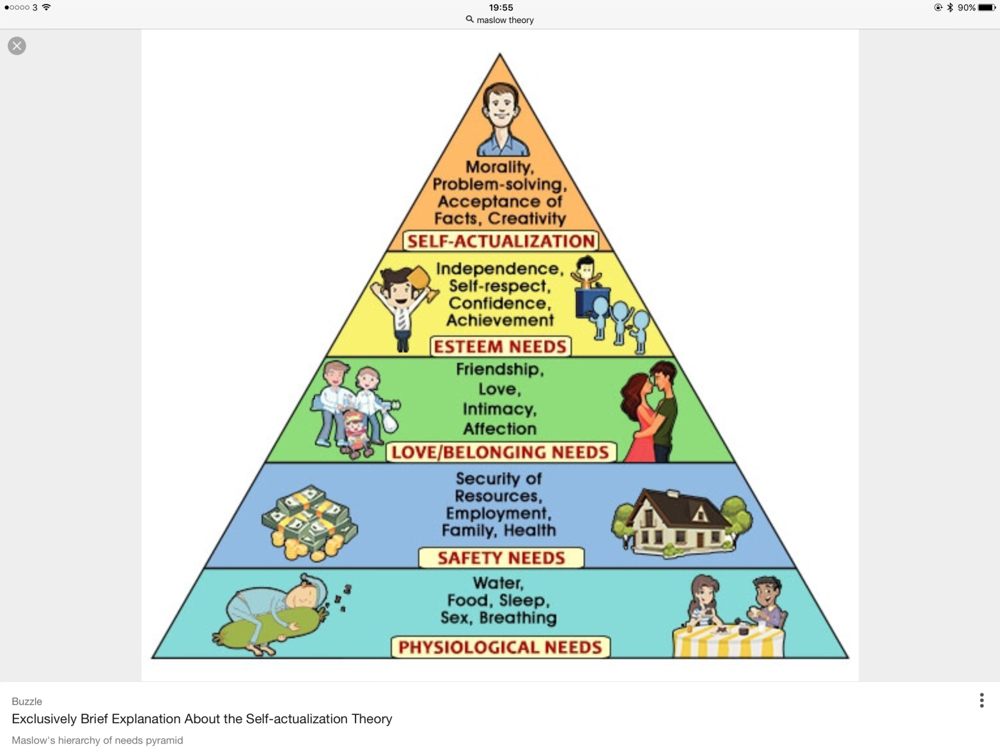 3
19:55
90%
maslow theory
Morality,
Problem-solving,
Acceptance of
Facts, Creativity
SELF-ACTUALIZATION
Independence,
Self-respect,
Confidence,
Achievement
ESTEEM NEEDS
Friendship,
Love,
Intimacy,
Affection
LOVE/BELONGING NEEDS
Security of
Resources,
Employment,
Family, Health
SAFETY NEEDS
Water,
Food, Sleep,
Sex, Breathing
PHYSIOLOGICAL NEEDS
Buzzle
Exclusively Brief Explanation About the Self-actualization Theory
Maslow's hierarchy of needs pyramid